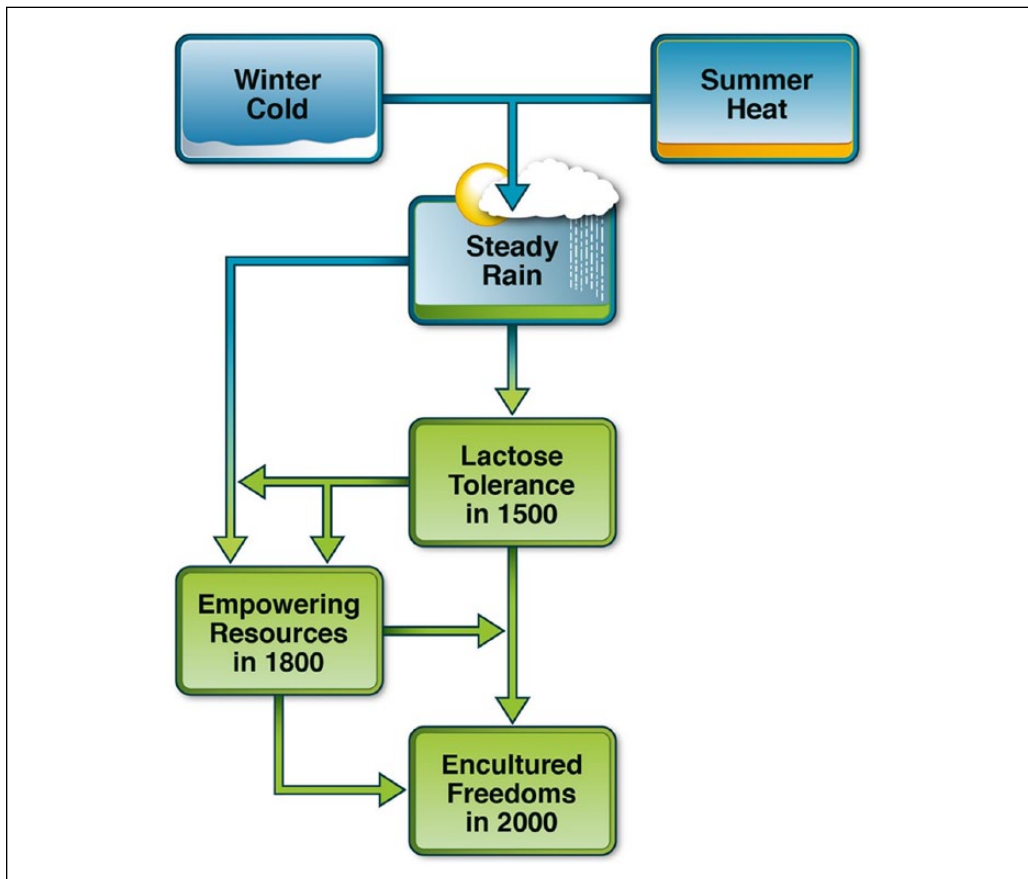 Winter
Cold
Summer
Heat
Steady
Rain
Lactose
Tolerance
in 1500
Empowering
Resources
in 1800
Encultured
Freedoms
in 2000